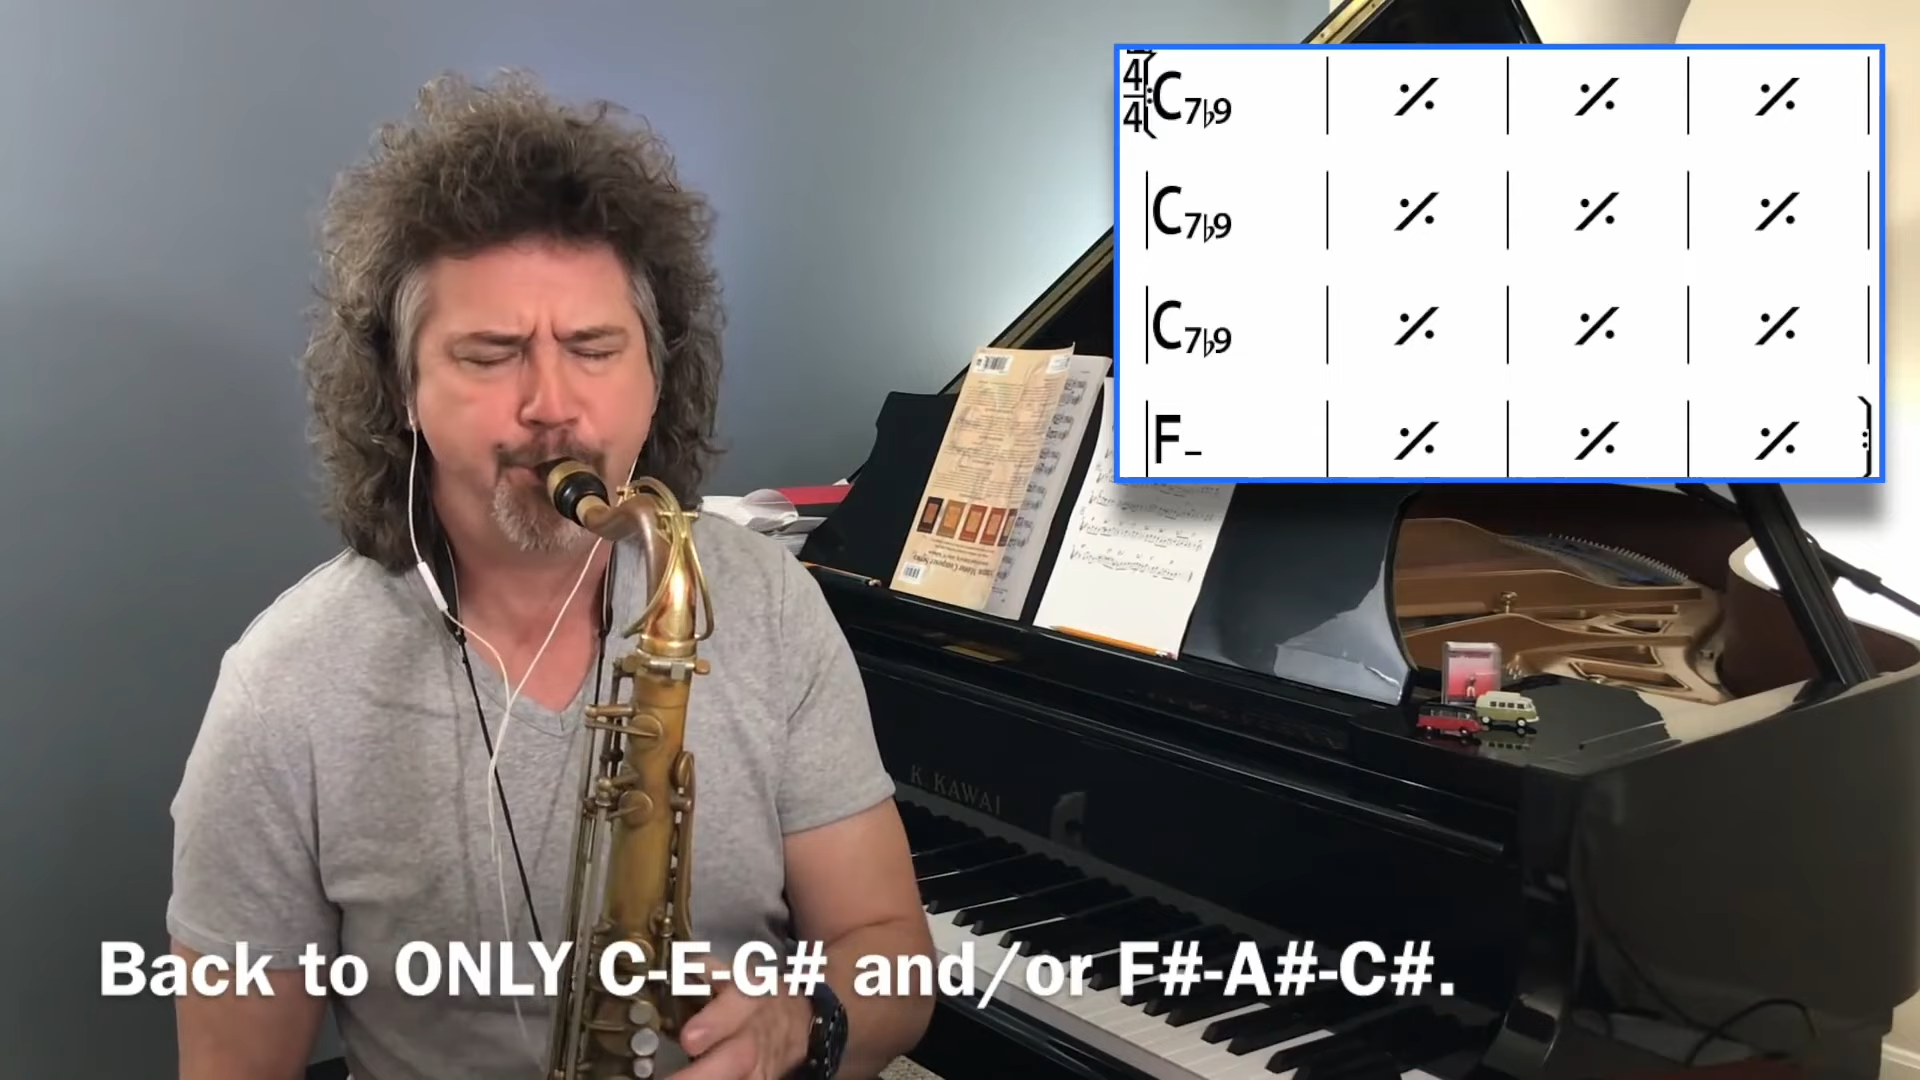 4/4 C7♭9 𝄎 𝄎 𝄎
C7♭9 𝄎 𝄎 𝄎
C7♭9 𝄎 𝄎 𝄎
F– 𝄎 𝄎 𝄎
K. KAWAI
Back to ONLY C-E-G# and/or F#-A#-C#.